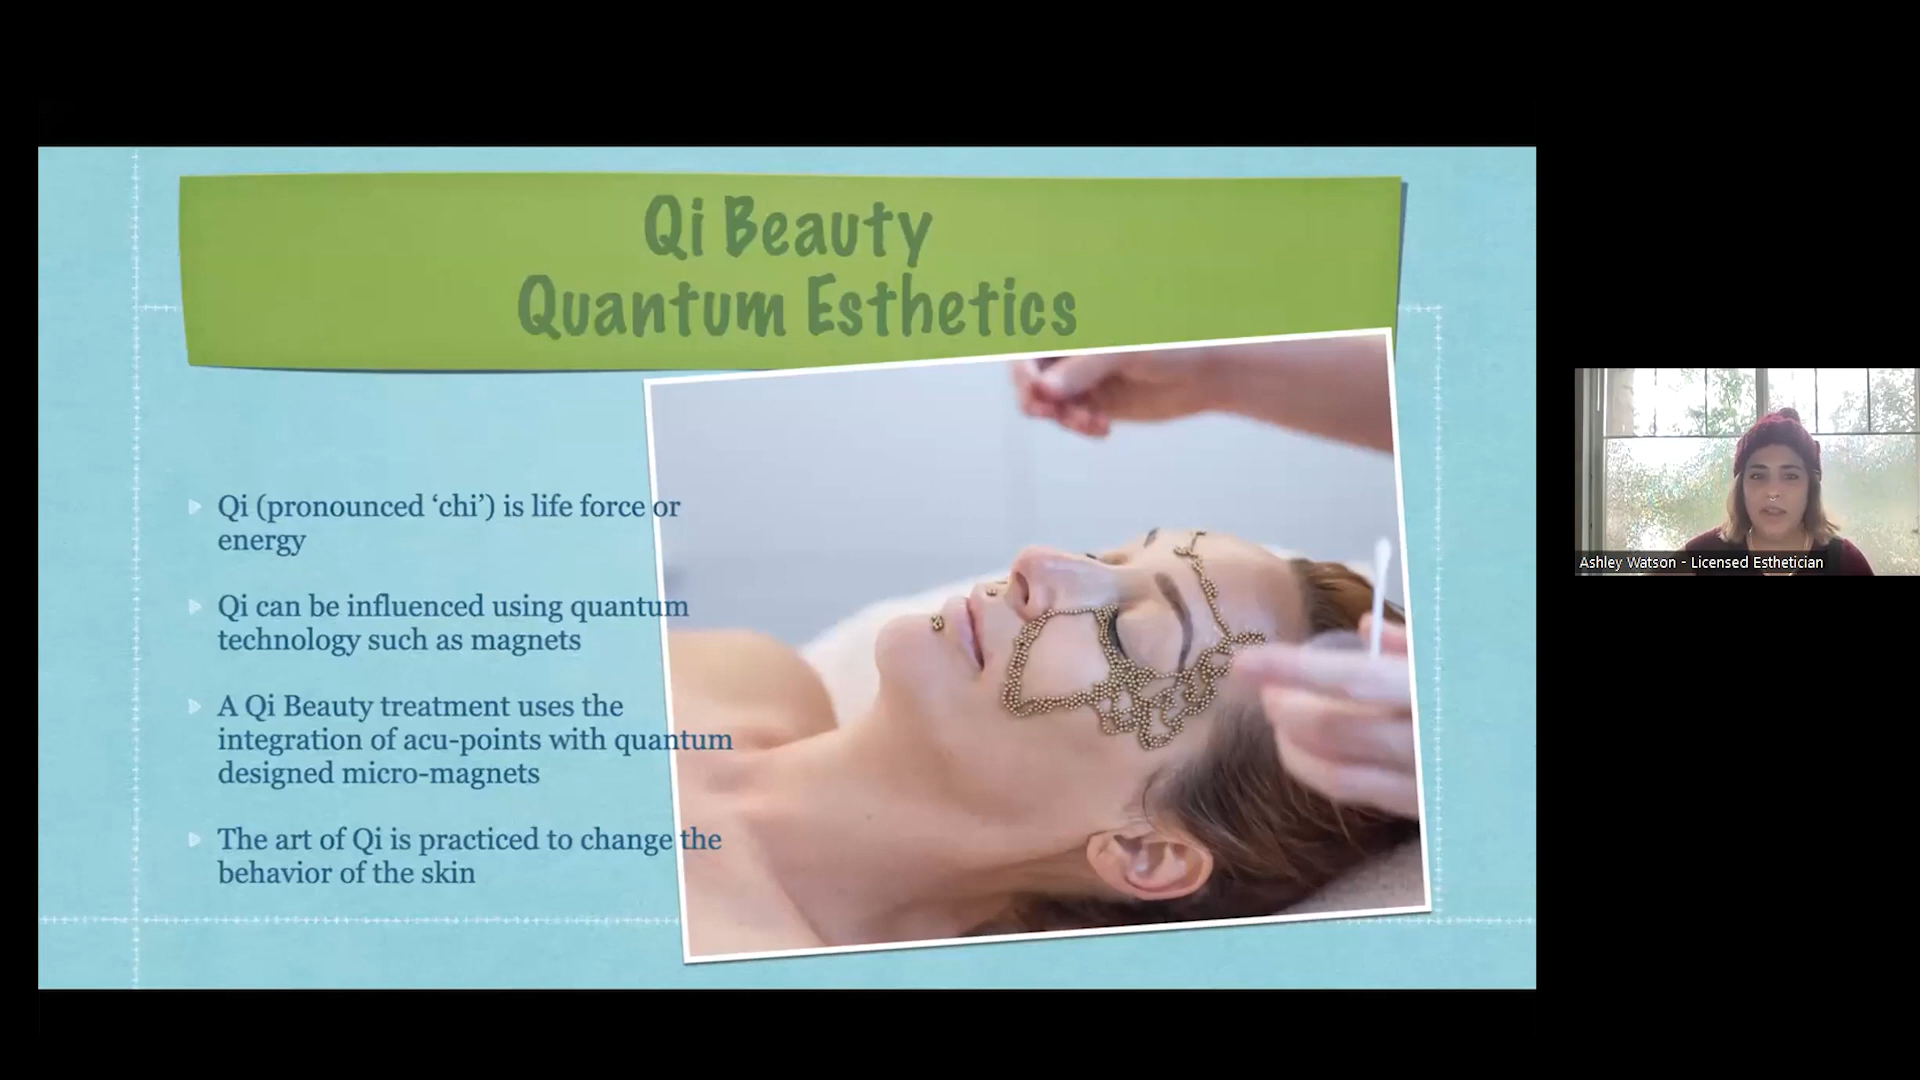 Qi Beauty
Quantum Esthetics
Qi (pronounced ‘chi’) is life force or
energy
Qi can be influenced using quantum
technology such as magnets
A Qi Beauty treatment uses the
integration of acu-points with quantum
designed micro-magnets
The art of Qi is practiced to change the
behavior of the skin
Ashley Watson - Licensed Esthetician